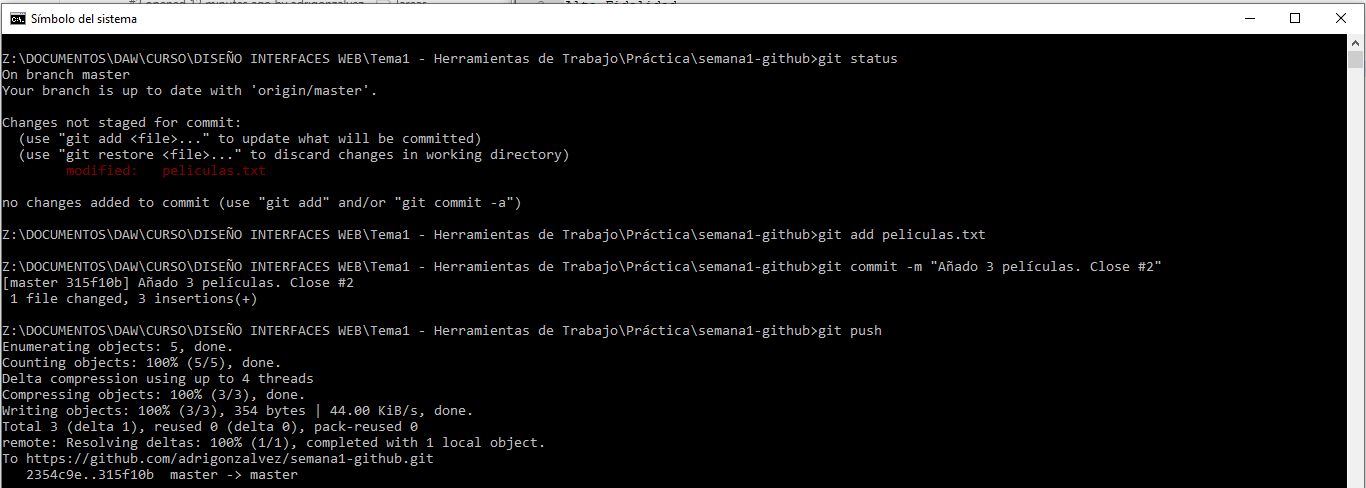 #2 opened 12 minutes ago by adrigonzalvez
Tareas
Alta Fidelidad
Símbolo del sistema
Z:\DOCUMENTOS\DAW\CURSO\DISEÑO INTERFACES WEB\Tema1 - Herramientas de Trabajo\Práctica\semana1-github>git status
On branch master
Your branch is up to date with 'origin/master'.
Changes not staged for commit:
  (use "git add <file>..." to update what will be committed)
  (use "git restore <file>..." to discard changes in working directory)
        modified:   peliculas.txt
no changes added to commit (use "git add" and/or "git commit -a")
Z:\DOCUMENTOS\DAW\CURSO\DISEÑO INTERFACES WEB\Tema1 - Herramientas de Trabajo\Práctica\semana1-github>git add peliculas.txt
Z:\DOCUMENTOS\DAW\CURSO\DISEÑO INTERFACES WEB\Tema1 - Herramientas de Trabajo\Práctica\semana1-github>git commit -m "Añado 3 películas. Close #2"
[master 315f10b] Añado 3 películas. Close #2
 1 file changed, 3 insertions(+)
Z:\DOCUMENTOS\DAW\CURSO\DISEÑO INTERFACES WEB\Tema1 - Herramientas de Trabajo\Práctica\semana1-github>git push
Enumerating objects: 5, done.
Counting objects: 100% (5/5), done.
Delta compression using up to 4 threads
Compressing objects: 100% (3/3), done.
Writing objects: 100% (3/3), 354 bytes | 44.00 KiB/s, done.
Total 3 (delta 1), reused 0 (delta 0), pack-reused 0
remote: Resolving deltas: 100% (1/1), completed with 1 local object.
To https://github.com/adrigonzalvez/semana1-github.git
   2354c9e..315f10b  master -> master